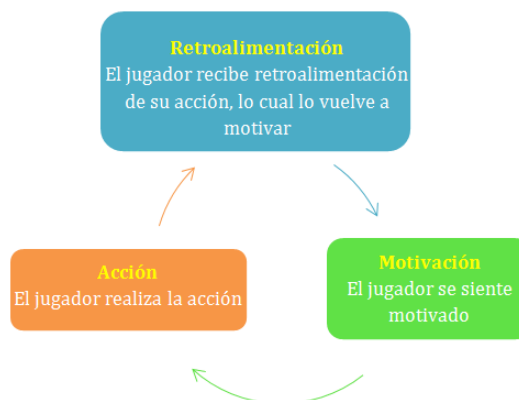 Retroalimentación
El jugador recibe retroalimentación
de su acción, lo cual lo vuelve a
motivar
Acción
El jugador realiza la acción
Motivación
El jugador se siente
motivado